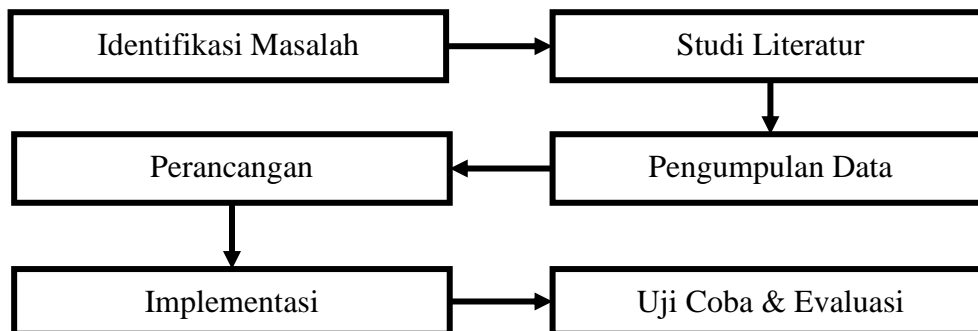 Identifikasi Masalah
Studi Literatur
Pengumpulan Data
Perancangan
Implementasi
Uji Coba & Evaluasi